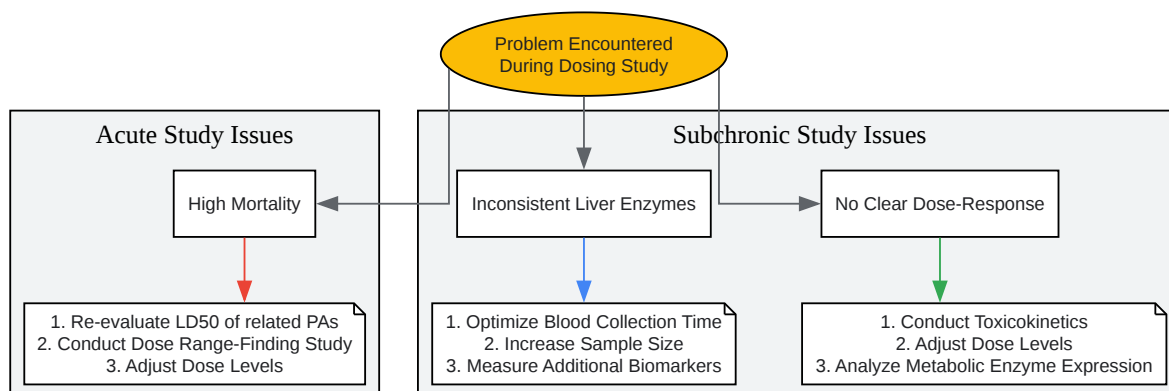 Problem Encountered
During Dosing Study
Acute Study Issues
Subchronic Study Issues
High Mortality
Inconsistent Liver Enzymes
No Clear Dose-Response
1. Re-evaluate LD50 of related PAs
2. Conduct Dose Range-Finding Study
3. Adjust Dose Levels
1. Optimize Blood Collection Time
2. Increase Sample Size
3. Measure Additional Biomarkers
1. Conduct Toxicokinetics
2. Adjust Dose Levels
3. Analyze Metabolic Enzyme Expression